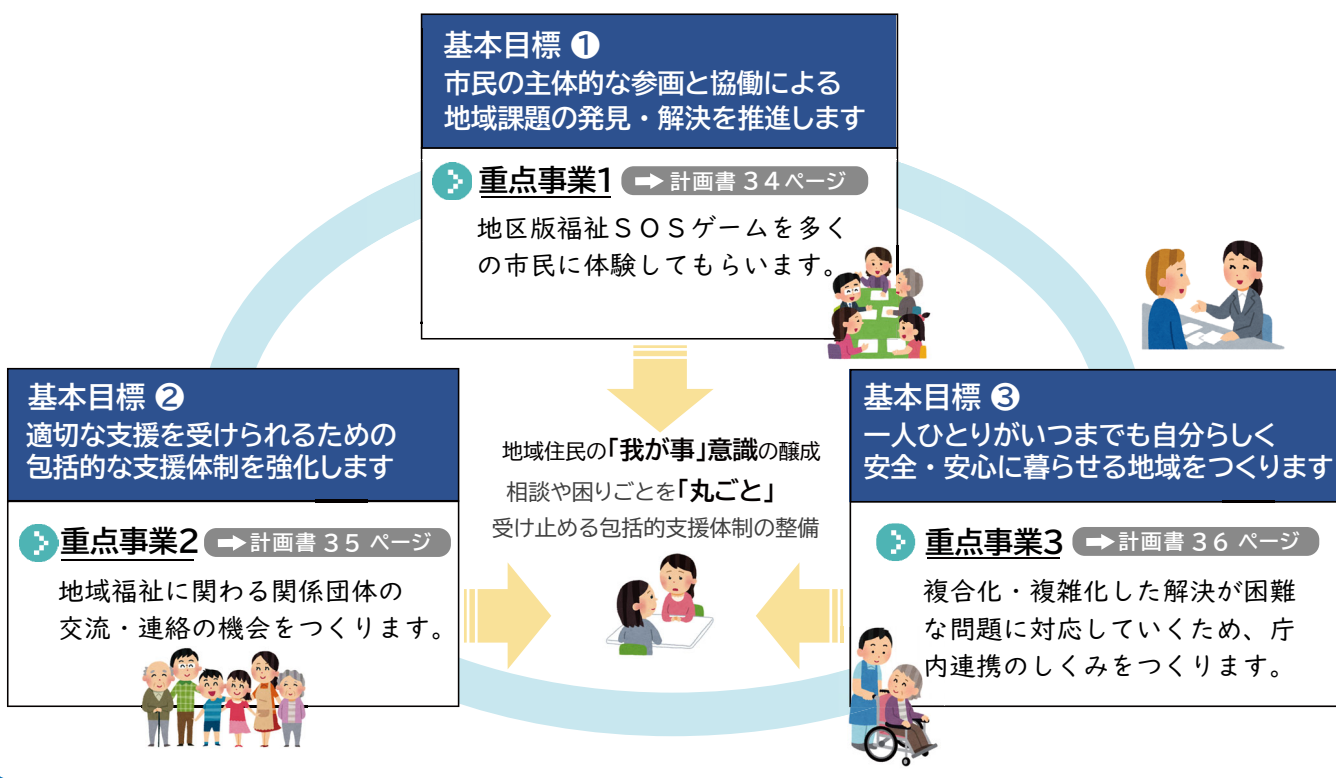 基本目標 ❶
市民の主体的な参画と協働による
地域課題の発見・解決を推進します
重点事業1 ➡計画書 34ページ
地区版福祉SOSゲームを多く
の市民に体験してもらいます。
基本目標 ❷
適切な支援を受けられるための
包括的な支援体制を強化します
重点事業2 ➡計画書 35 ページ
地域福祉に関わる関係団体の
交流・連絡の機会をつくります。
地域住民の「我が事」意識の醸成
相談や困りごとを「丸ごと」
受け止める包括的支援体制の整備
基本目標 ❸
一人ひとりがいつまでも自分らしく
安全・安心に暮らせる地域をつくります
重点事業3 ➡計画書 36 ページ
複合化・複雑化した解決が困難
な問題に対応していくため、庁
内連携のしくみをつくります。